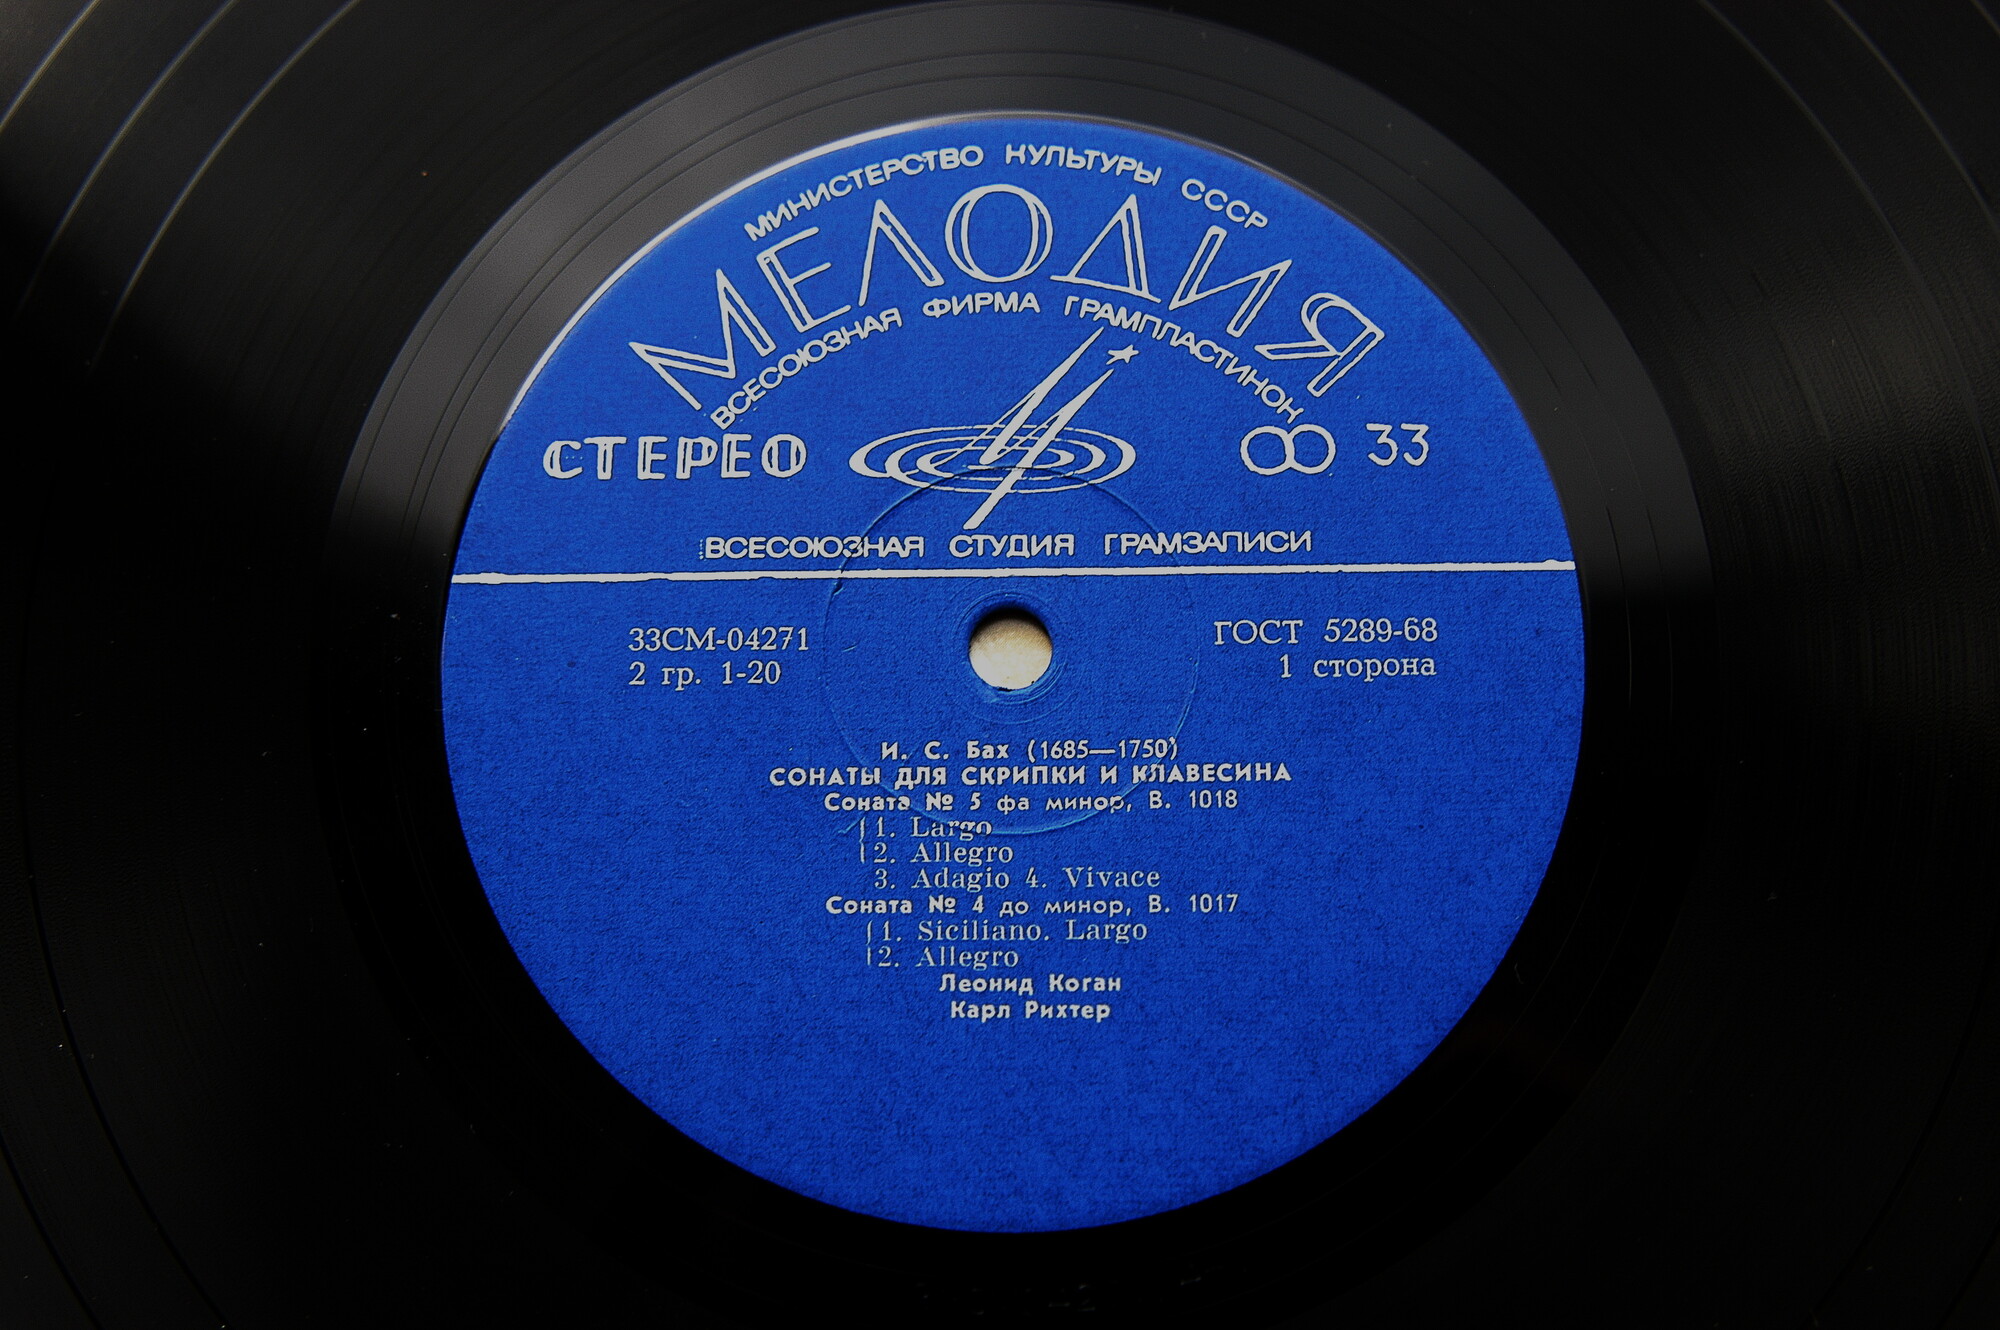 МИНИСТЕРСТВО КУЛЬТУРЫ СССР
МЕЛОДИЯ
ВСЕСОЮЗНАЯ ФИРМА ГРАМПЛАСТИНОК
СТЕРЕО 33
ВСЕСОЮЗНАЯ СТУДИЯ ГРАМЗАПИСИ
33СМ-04271 ГОСТ 5289-68
2 гр. 1-20 1 сторона
И. С. Бах (1685—1750)
СОНАТЫ ДЛЯ СКРИПКИ И КЛАВЕСИНА
Соната № 5 фа минор, В. 1018
1. Largo
2. Allegro
3. Adagio 4. Vivace
Соната № 4 до минор, В. 1017
1. Siciliano. Largo
2. Allegro
Леонид Коган
Карл Рихтер